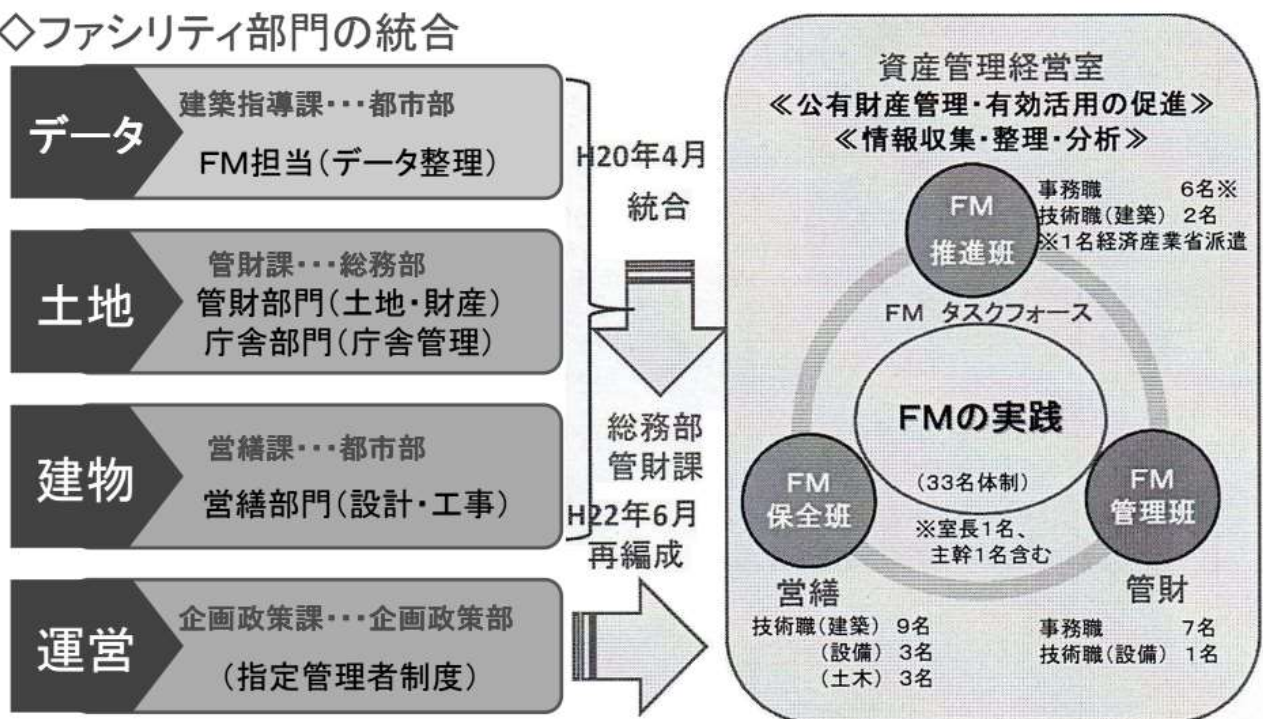 ◇ファシリティ部門の統合
データ
建築指導課・・・都市部
FM担当(データ整理)
土地
管財課・・・総務部
管財部門(土地・財産)
庁舎部門(庁舎管理)
建物
営繕課・・・都市部
営繕部門(設計・工事)
運営
企画政策課・・・企画政策部
(指定管理者制度)
H20年4月
統合
総務部
管財課
H22年6月
再編成
資産管理経営室
≪公有財産管理・有効活用の促進≫
≪情報収集・整理・分析≫
FM
推進班
事務職 6名※
技術職(建築) 2名
※1名経済産業省派遣
FM タスクフォース
FMの実践
(33名体制)
※室長1名、
主幹1名含む
FM
保全班
営繕
技術職(建築) 9名
(設備) 3名
(土木) 3名
FM
管理班
管財
事務職 7名
技術職(設備) 1名